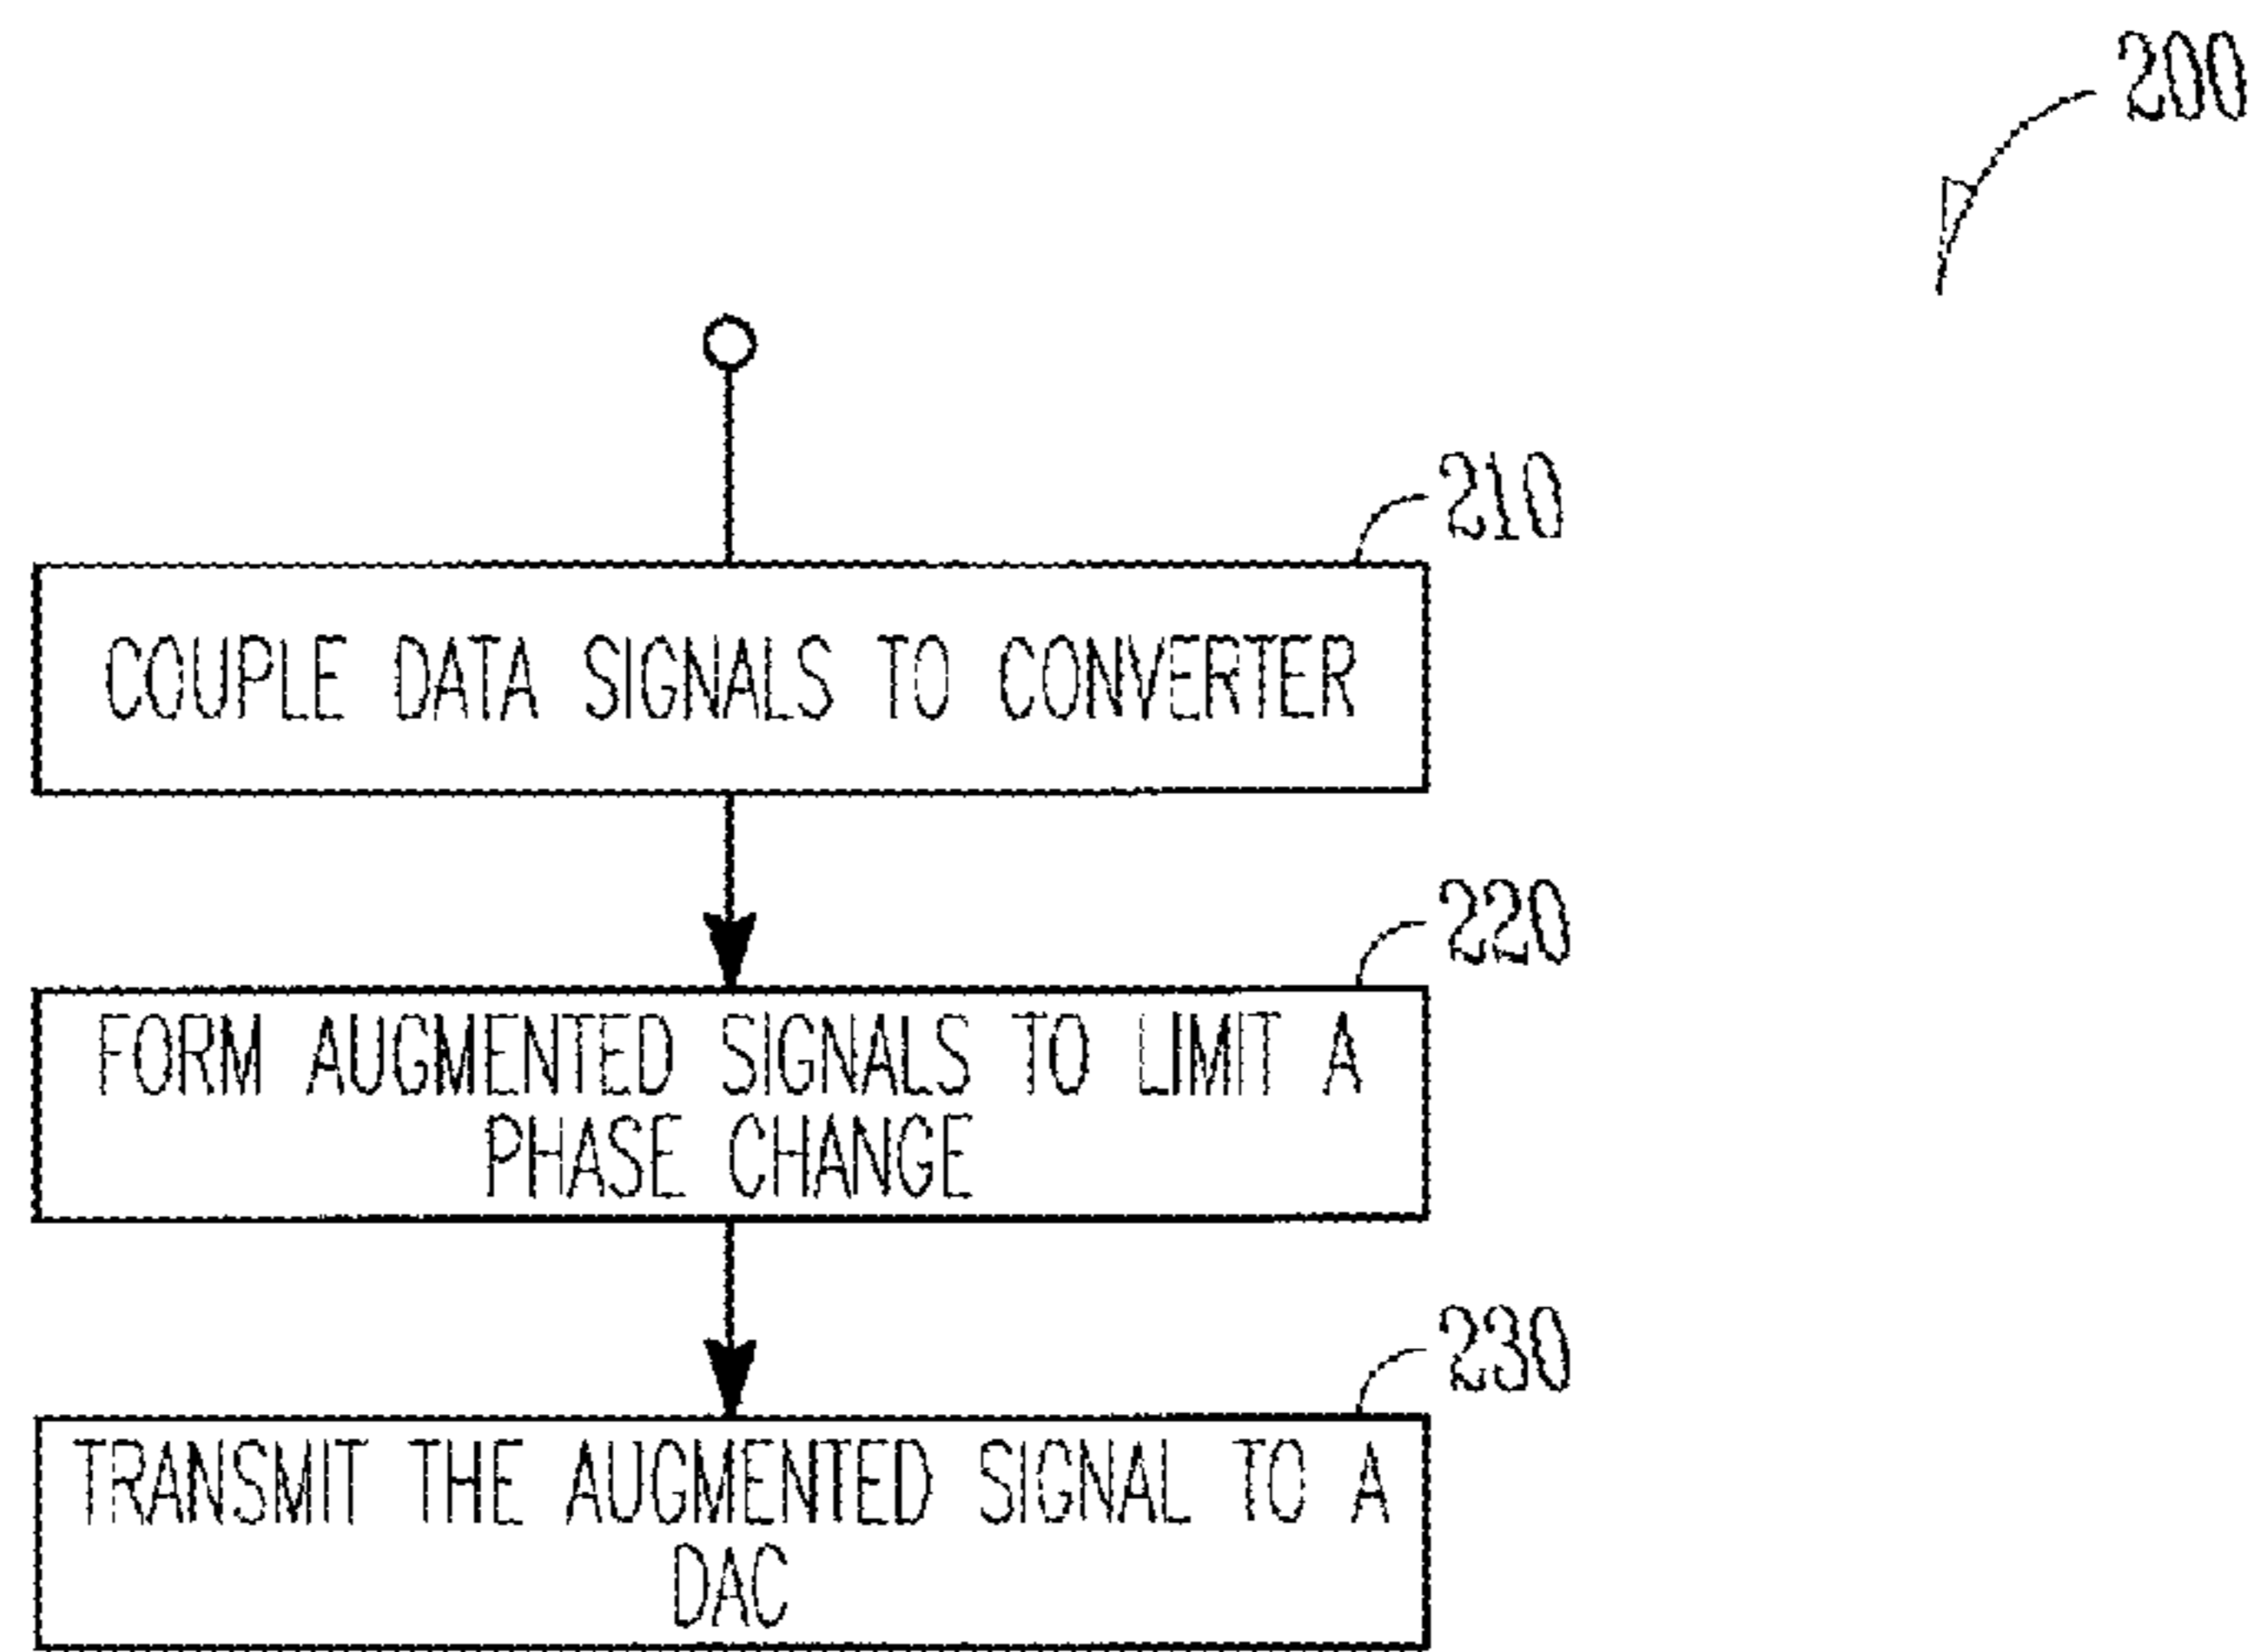 200
210
COUPLE DATA SIGNALS TO CONVERTER
220
FORM AUGMENTED SIGNALS TO LIMIT A
PHASE CHANGE
230
TRANSMIT THE AUGMENTED SIGNAL TO A
DAC